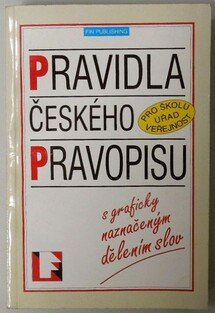 FIN PUBLISHING
PRAVIDLA
ČESKÉHO
PRO ŠKOLU
ÚŘAD
VEŘEJNOST
PRAVOPISU
s graficky
naznačeným
dělením slov